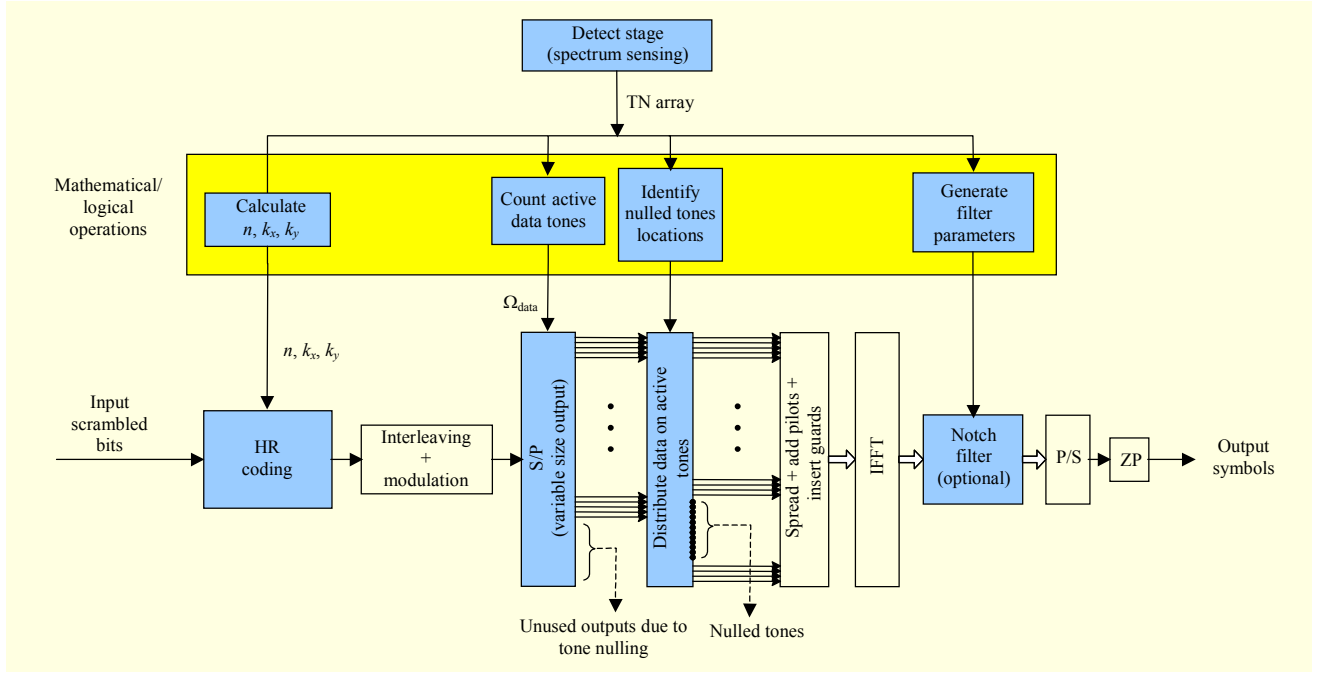 Detect stage
(spectrum sensing)
TN array
Mathematical/
logical
operations
Calculate
n, kx, ky
Count active
data tones
Identify
nulled tones
locations
Generate
filter
parameters
Ωdata
n, kx, ky
Input
scrambled
bits
HR
coding
Interleaving
+
modulation
S/P
(variable size output)
Distribute data on active
tones
Spread + add pilots +
insert guards
IFFT
Notch
filter
(optional)
P/S
ZP
Output
symbols
Unused outputs due to
tone nulling
Nulled tones